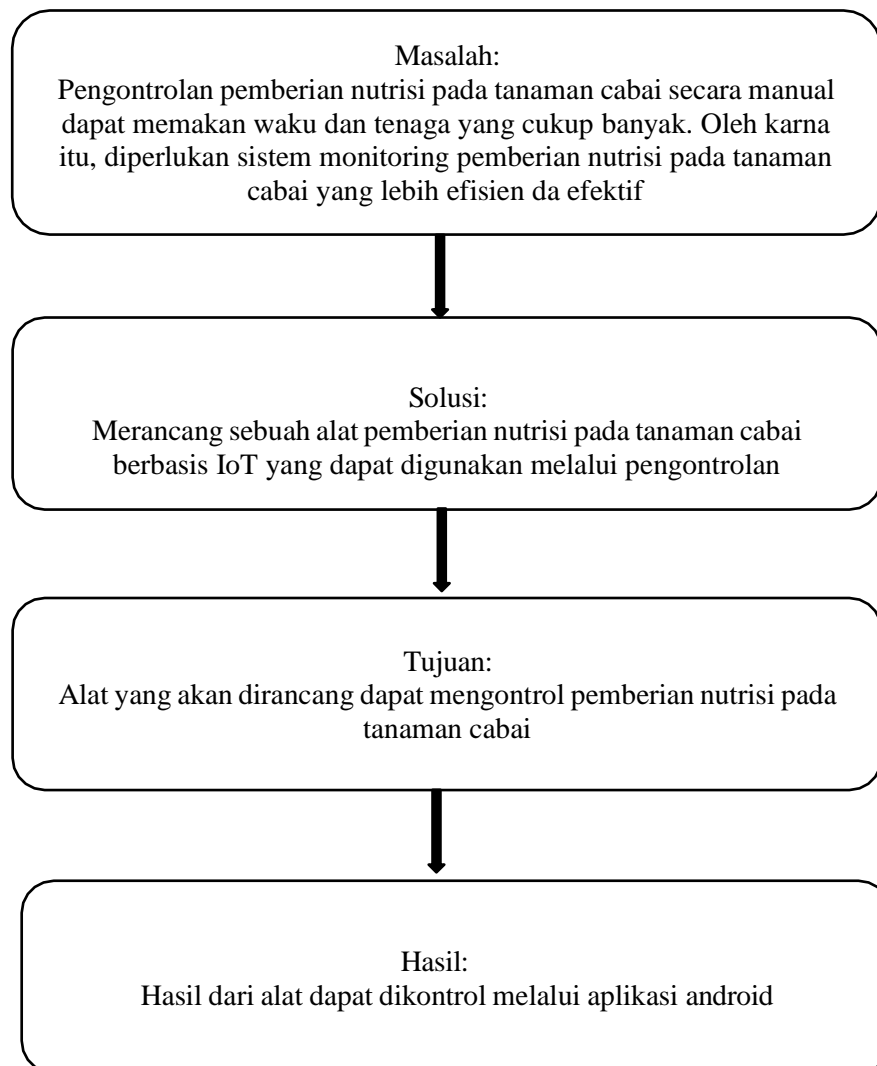 Masalah:
Pengontrolan pemberian nutrisi pada tanaman cabai secara manual
dapat memakan waku dan tenaga yang cukup banyak. Oleh karna
itu, diperlukan sistem monitoring pemberian nutrisi pada tanaman
cabai yang lebih efisien da efektif
Solusi:
Merancang sebuah alat pemberian nutrisi pada tanaman cabai
berbasis IoT yang dapat digunakan melalui pengontrolan
Tujuan:
Alat yang akan dirancang dapat mengontrol pemberian nutrisi pada
tanaman cabai
Hasil:
Hasil dari alat dapat dikontrol melalui aplikasi android